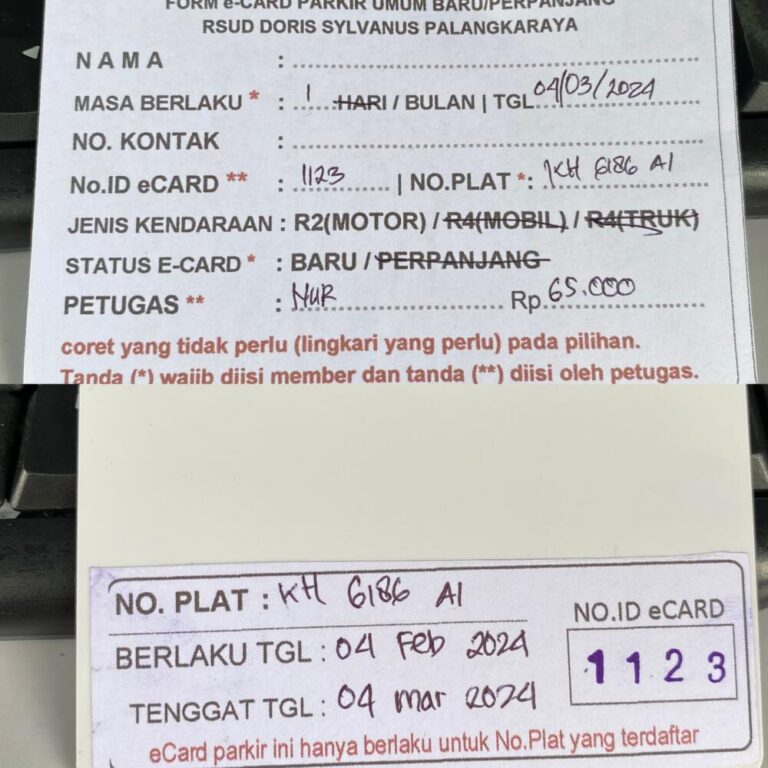 FORM e-CARD PARKIR UMUM BARU/PERPANJANG
RSUD DORIS SYLVANUS PALANGKARAYA
NAMA :
MASA BERLAKU * : 1 HARI / BULAN | TGL 04/03/2024
NO. KONTAK :
No.ID eCARD ** : 1123 | NO.PLAT *: KH 6186 AI
JENIS KENDARAAN : R2(MOTOR) / R4(MOBIL) / R4(TRUK)
STATUS E-CARD * : BARU / PERPANJANG
PETUGAS ** : NUR Rp 65.000
coret yang tidak perlu (lingkari yang perlu) pada pilihan.
Tanda (*) wajib diisi member dan tanda (**) diisi oleh petugas.
NO. PLAT : KH 6186 AI
BERLAKU TGL : 04 Feb 2024
TENGGAT TGL : 04 mar 2024
NO.ID eCARD
1123
eCard parkir ini hanya berlaku untuk No.Plat yang terdaftar